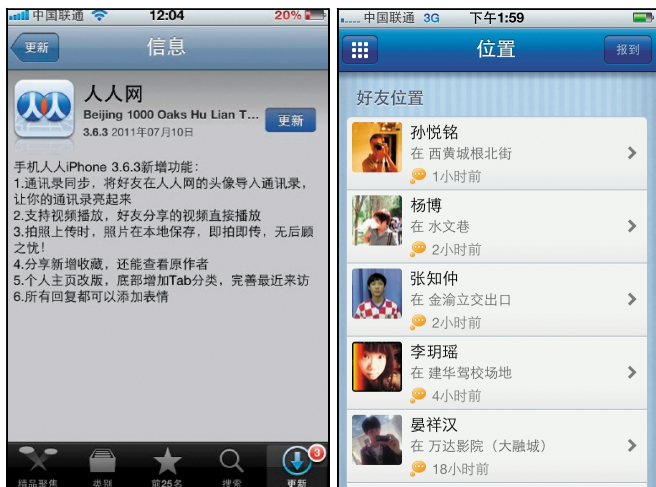 中国联通 12:04 20%
更新 信息
人人网
Beijing 1000 Oaks Hu Lian T...
3.6.3 2011年07月10日
更新
手机人人iPhone 3.6.3新增功能：
1.通讯录同步，将好友在人人网的头像导入通讯录，
让你的通讯录亮起来
2.支持视频播放，好友分享的视频直接播放
3.拍照上传时，照片在本地保存，即拍即传，无后顾
之忧！
4.分享新增收藏，还能查看原作者
5.个人主页改版，底部增加Tab分类，完善最近来访
6.所有回复都可以添加表情
3
精品聚焦 类别 前25名 搜索 更新
中国联通 3G 下午1:59
位置 报到
好友位置
孙悦铭
在 西黄城根北街
1小时前
杨博
在 水文巷
2小时前
张知仲
在 金渝立交出口
2小时前
李玥瑶
在 建华驾校场地
4小时前
晏祥汉
在 万达影院（大融城）
18小时前